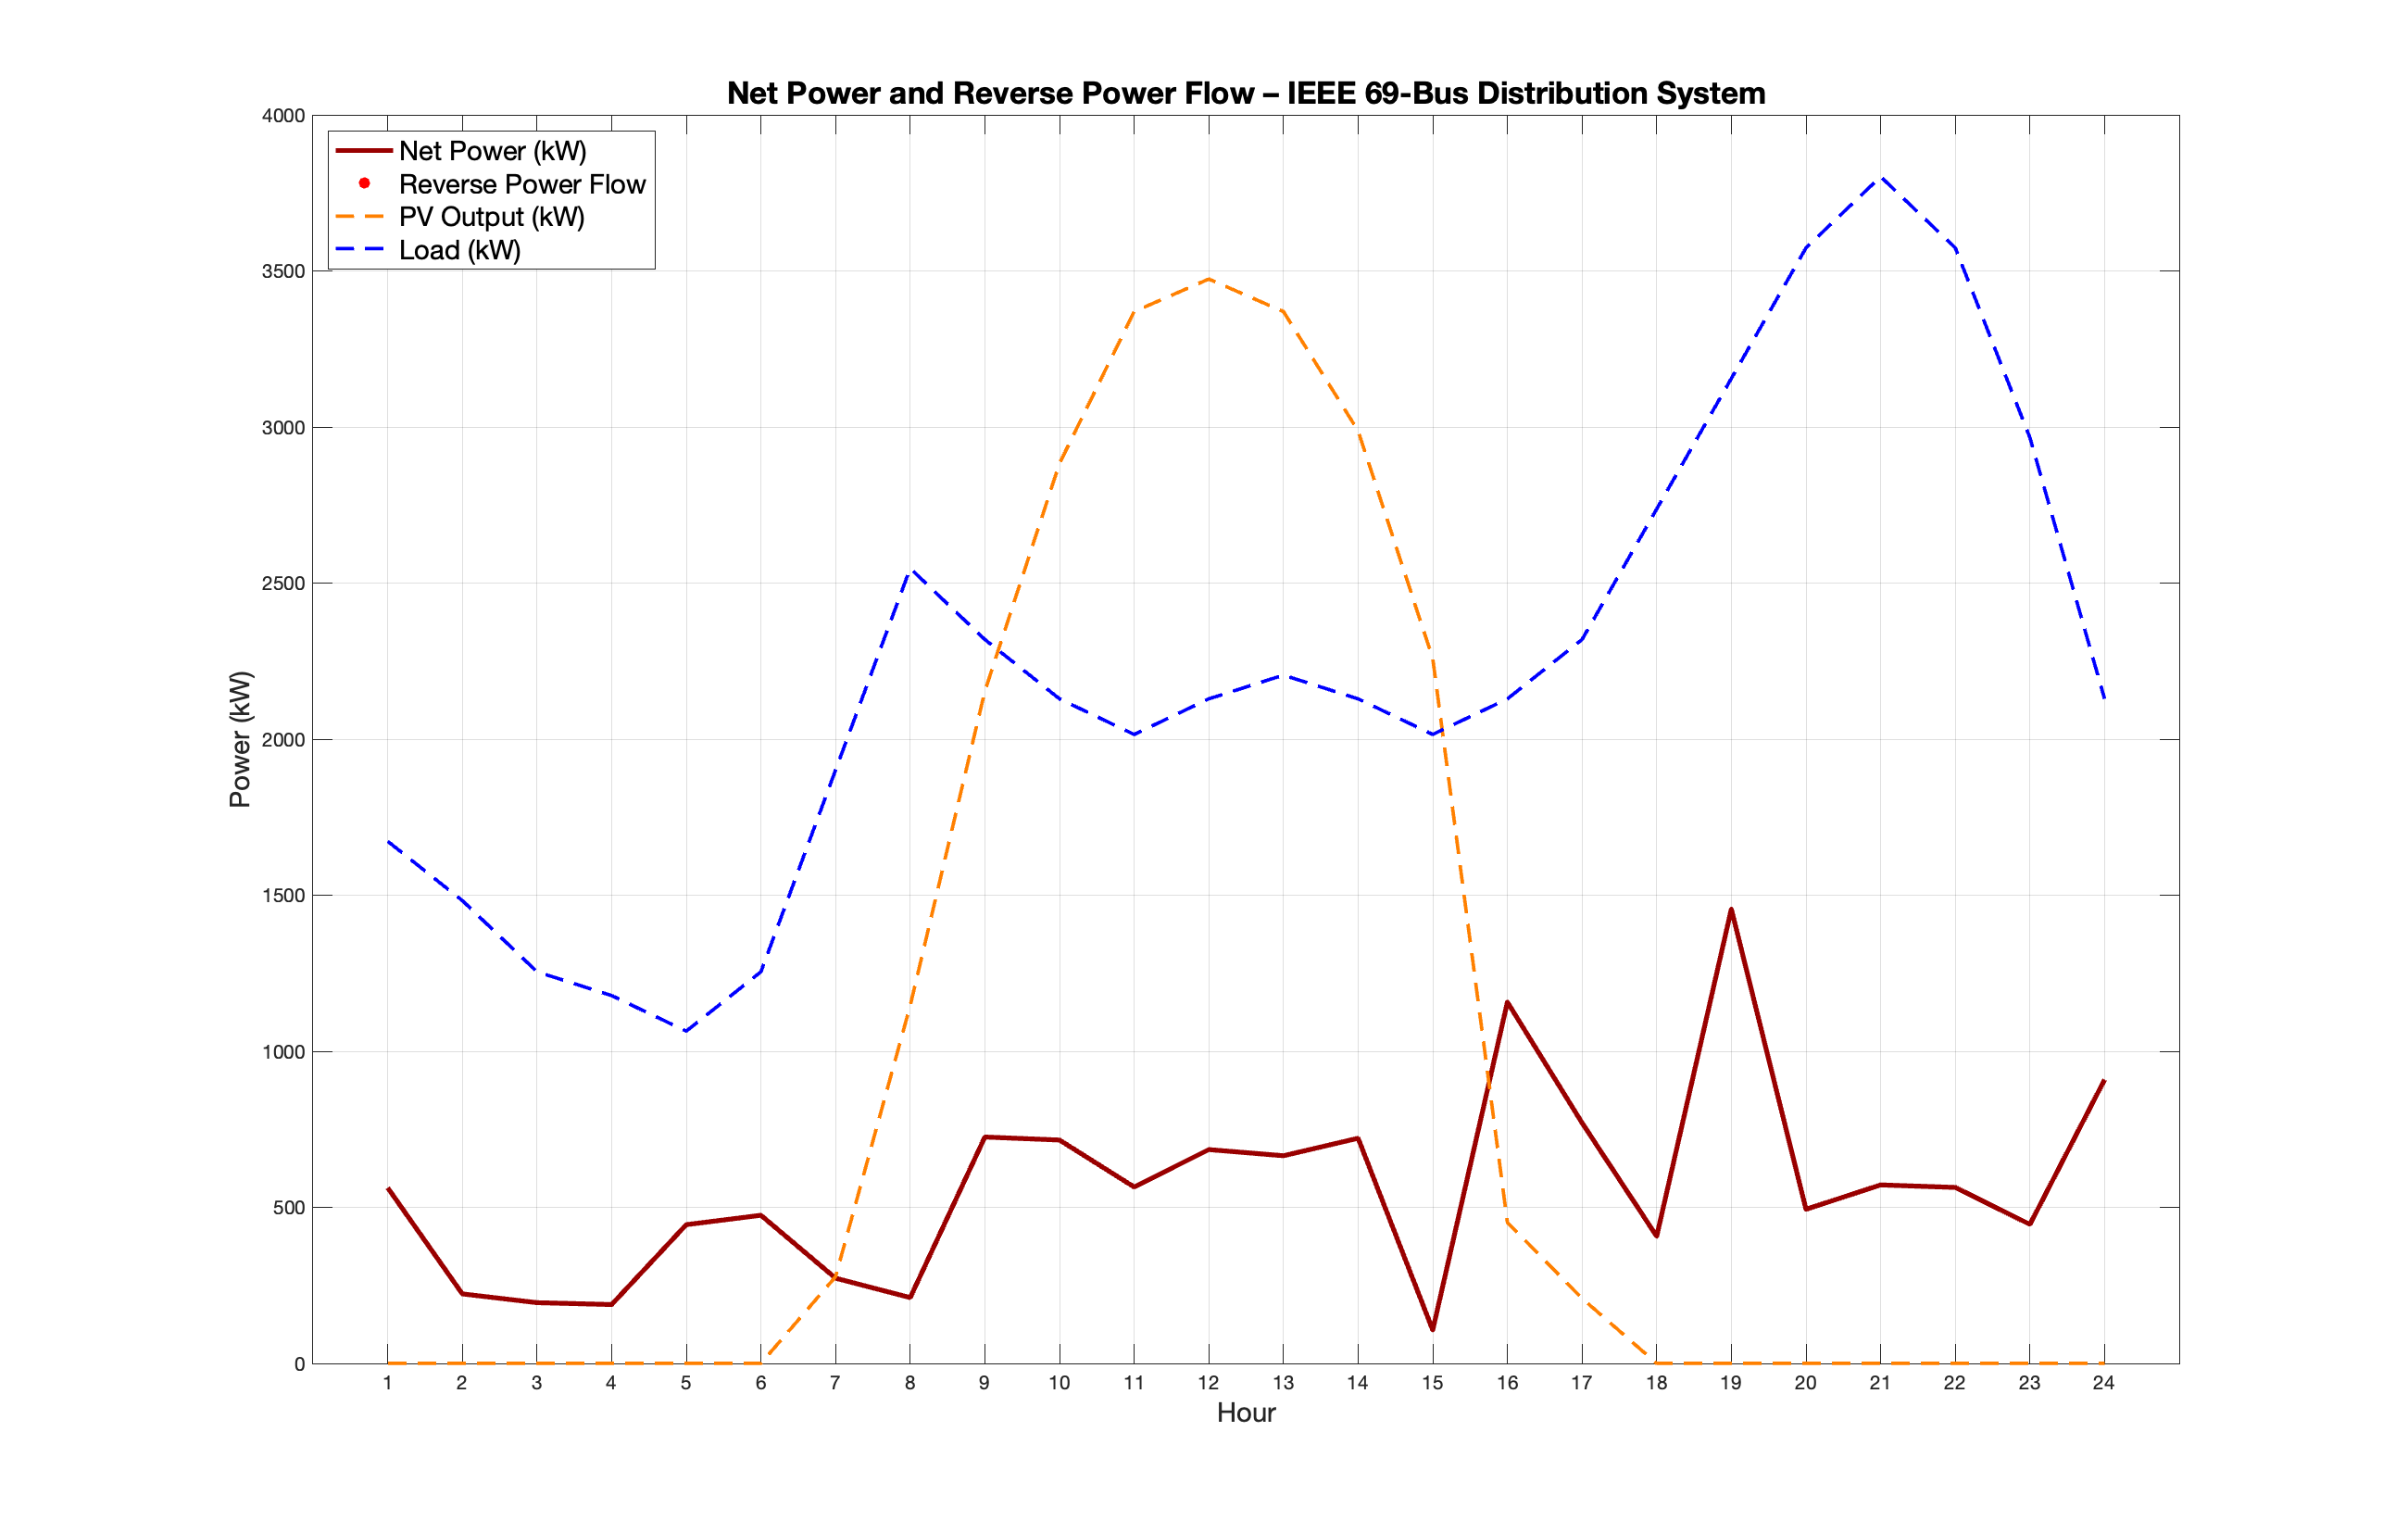 Net Power and Reverse Power Flow – IEEE 69-Bus Distribution System
Net Power (kW)
Reverse Power Flow
PV Output (kW)
Load (kW)
4000
3500
3000
2500
2000
1500
1000
500
0
Power (kW)
1 2 3 4 5 6 7 8 9 10 11 12 13 14 15 16 17 18 19 20 21 22 23 24
Hour